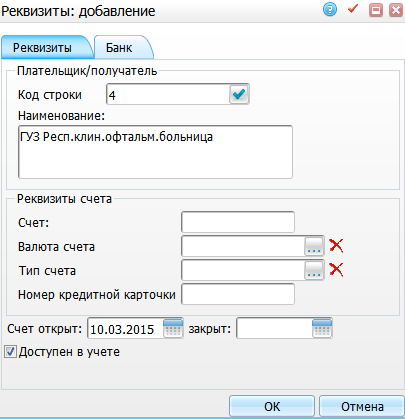 Реквизиты: добавление
Реквизиты Банк
Плательщик/получатель
Код строки 4
Наименование:
ГУЗ Респ.клин.офтальм.больница
Реквизиты счета
Счет:
Валюта счета ...
Тип счета ...
Номер кредитной карточки
Счет открыт: 10.03.2015 закрыт:
Доступен в учете
ОК Отмена